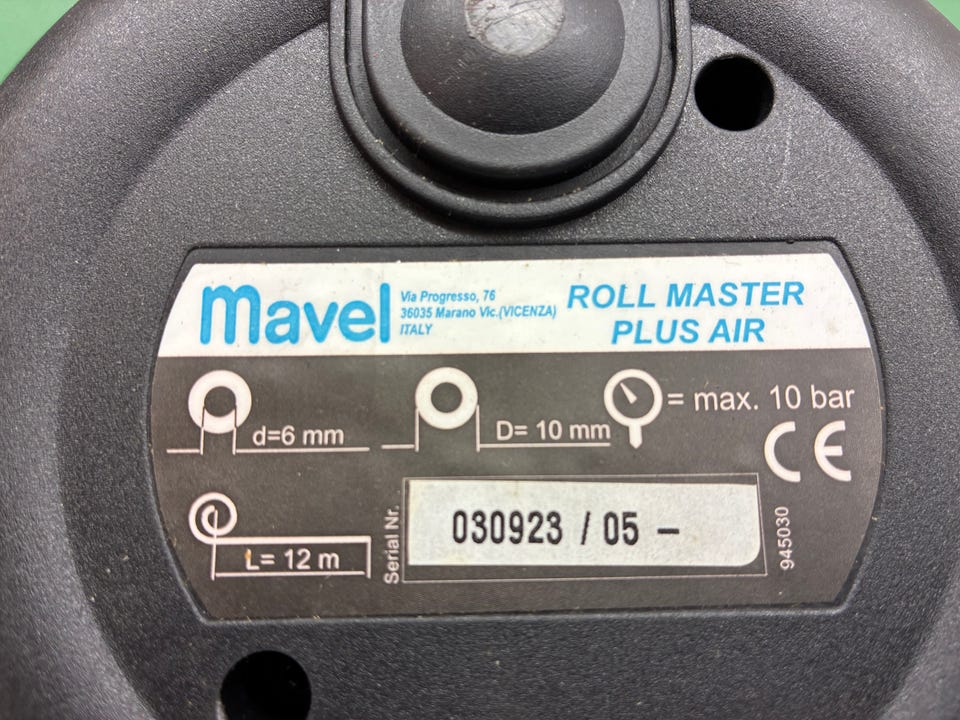 mavel
Via Progresso, 76
36035 Marano Vic.(VICENZA)
ITALY
ROLL MASTER
PLUS AIR
d=6 mm
D= 10 mm
= max. 10 bar
CE
L= 12 m
Serial Nr.
030923 / 05 –
945030